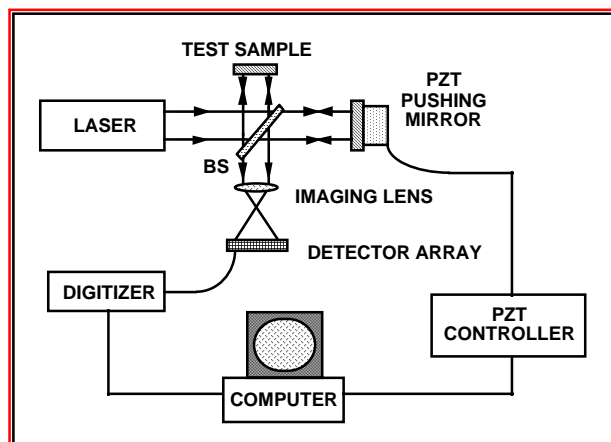 TEST SAMPLE
PZT
PUSHING
MIRROR
LASER
BS
IMAGING LENS
DETECTOR ARRAY
DIGITIZER
PZT
CONTROLLER
COMPUTER